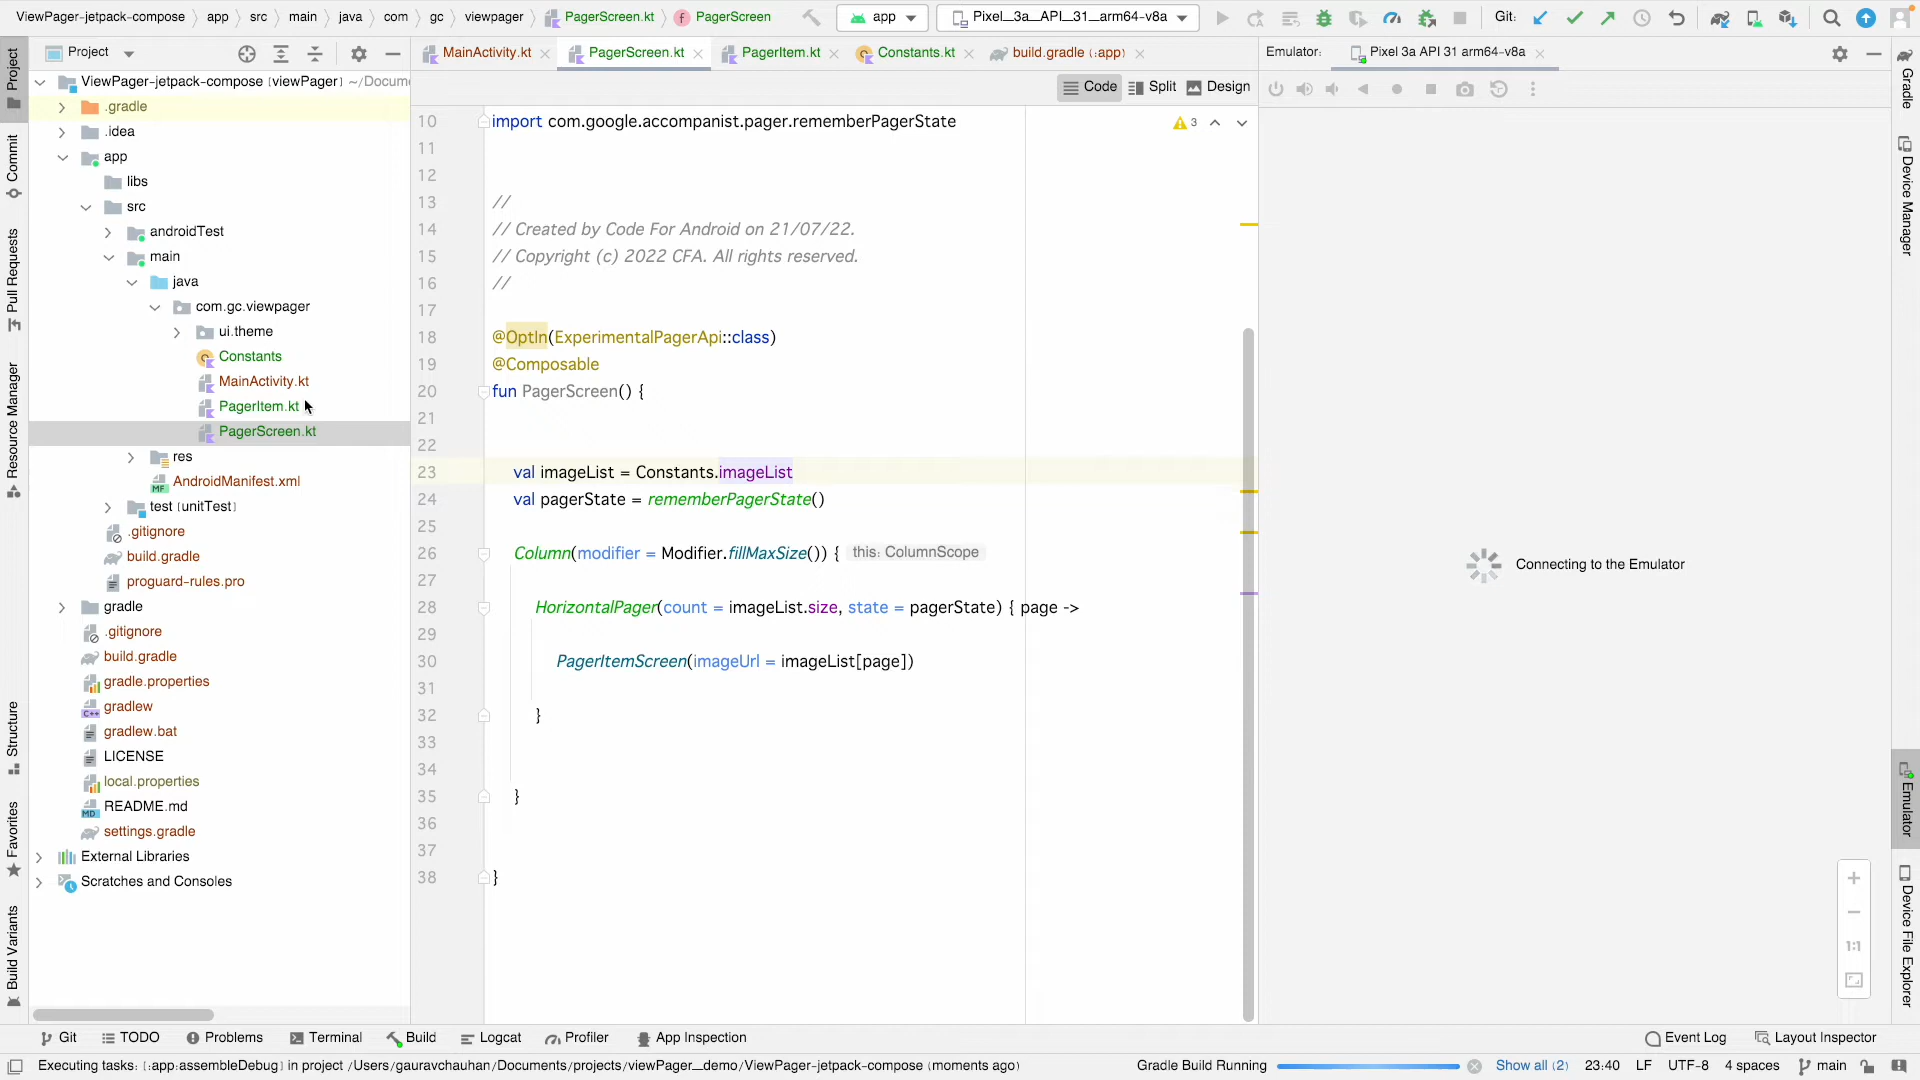 ViewPager-jetpack-compose app src main java com gc viewpager PagerScreen.kt PagerScreen app Pixel_3a_API_31_arm64-v8a Git:
Project MainActivity.kt PagerScreen.kt PagerItem.kt Constants.kt build.gradle (:app) Emulator: Pixel 3a API 31 arm64-v8a
Code Split Design
Project
Commit
Pull Requests
Resource Manager
Structure
Favorites
Build Variants
ViewPager-jetpack-compose [viewPager] ~/Docume
.gradle
.idea
app
libs
src
androidTest
main
java
com.gc.viewpager
ui.theme
Constants
MainActivity.kt
PagerItem.kt
PagerScreen.kt
res
AndroidManifest.xml
test [unitTest]
.gitignore
build.gradle
proguard-rules.pro
gradle
.gitignore
build.gradle
gradle.properties
gradlew
gradlew.bat
LICENSE
local.properties
README.md
settings.gradle
External Libraries
Scratches and Consoles
10 import com.google.accompanist.pager.rememberPagerState 3
11
12
13 //
14 // Created by Code For Android on 21/07/22.
15 // Copyright (c) 2022 CFA. All rights reserved.
16 //
17
18 @OptIn(ExperimentalPagerApi::class)
19 @Composable
20 fun PagerScreen() {
21
22
23 val imageList = Constants.imageList
24 val pagerState = rememberPagerState()
25
26 Column(modifier = Modifier.fillMaxSize()) { this: ColumnScope
27
28 HorizontalPager(count = imageList.size, state = pagerState) { page ->
29
30 PagerItemScreen(imageUrl = imageList[page])
31
32 }
33
34
35 }
36
37
38 }
Connecting to the Emulator
1:1
Gradle
Device Manager
Emulator
Device File Explorer
Git TODO Problems Terminal Build Logcat Profiler App Inspection Event Log Layout Inspector
Executing tasks: [:app:assembleDebug] in project /Users/gauravchauhan/Documents/projects/viewPager_demo/ViewPager-jetpack-compose (moments ago) Gradle Build Running Show all (2) 23:40 LF UTF-8 4 spaces main